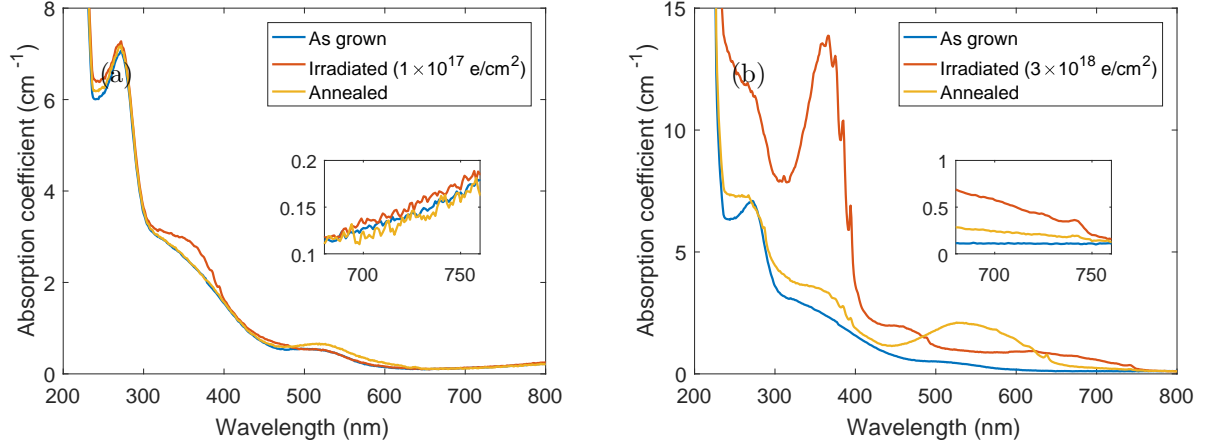 As grown
Irradiated (1×10^17 e/cm^2)
Annealed
(a)
Absorption coefficient (cm^-1)
8
6
4
2
0
200 300 400 500 600 700 800
Wavelength (nm)
0.2
0.15
0.1
700 750
As grown
Irradiated (3×10^18 e/cm^2)
Annealed
(b)
Absorption coefficient (cm^-1)
15
10
5
0
200 300 400 500 600 700 800
Wavelength (nm)
1
0.5
0
700 750